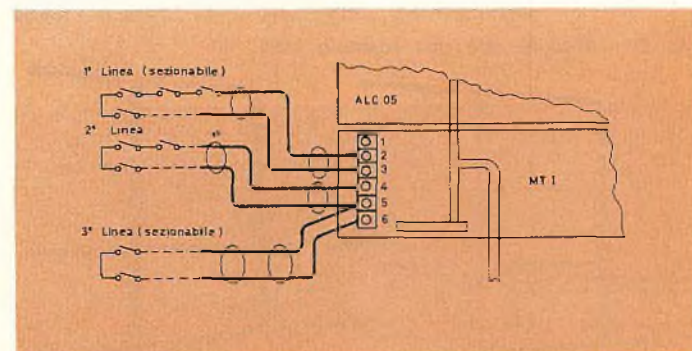 1° Linea (sezionabile)
2° Linea
3° Linea (sezionabile)
ALC 05
MT 1
1
2
3
4
5
6